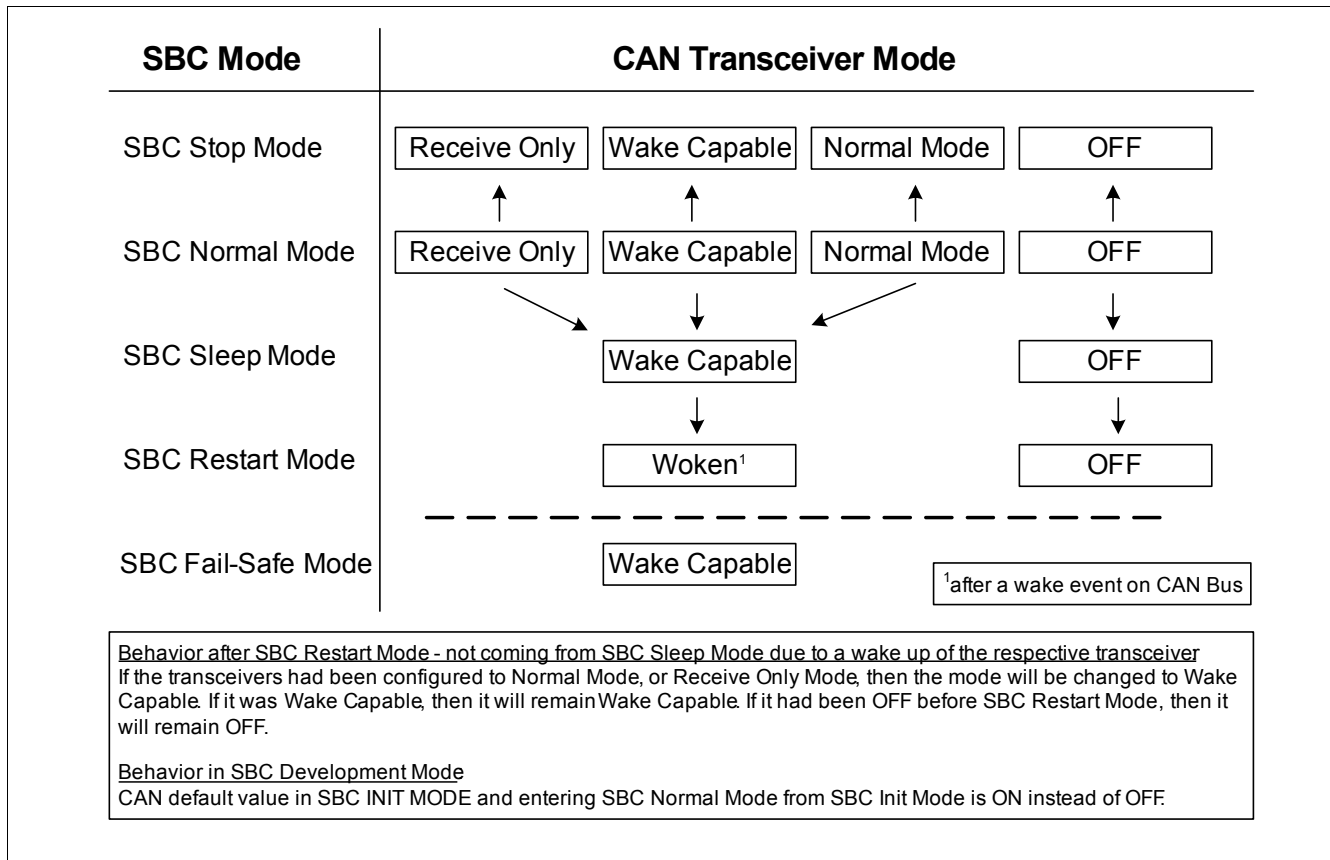 SBC Mode CAN Transceiver Mode
SBC Stop Mode Receive Only Wake Capable Normal Mode OFF
SBC Normal Mode Receive Only Wake Capable Normal Mode OFF
SBC Sleep Mode Wake Capable OFF
SBC Restart Mode Woken¹ OFF
SBC Fail-Safe Mode Wake Capable
¹after a wake event on CAN Bus
Behavior after SBC Restart Mode - not coming from SBC Sleep Mode due to a wake up of the respective transceiver
If the transceivers had been configured to Normal Mode, or Receive Only Mode, then the mode will be changed to Wake
Capable. If it was Wake Capable, then it will remain Wake Capable. If it had been OFF before SBC Restart Mode, then it
will remain OFF.
Behavior in SBC Development Mode
CAN default value in SBC INIT MODE and entering SBC Normal Mode from SBC Init Mode is ON instead of OFF.